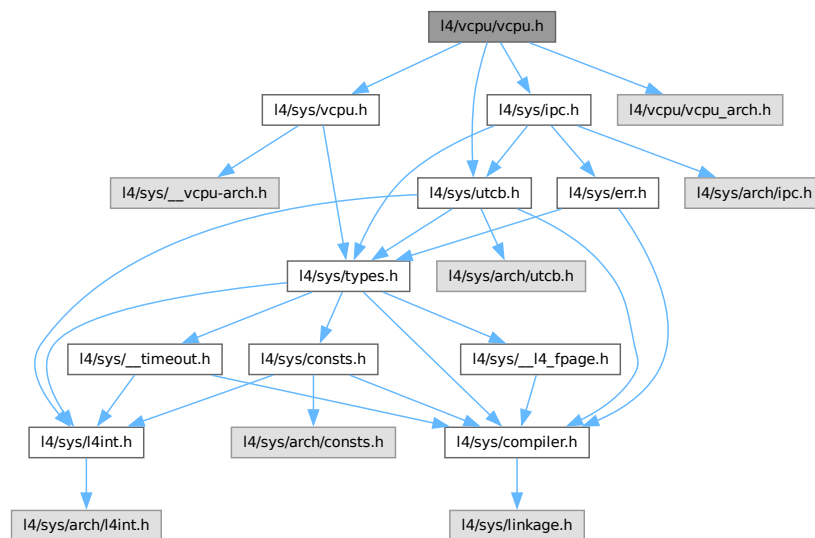 l4/vcpu/vcpu.h
l4/sys/vcpu.h
l4/sys/ipc.h
l4/vcpu/vcpu_arch.h
l4/sys/__vcpu-arch.h
l4/sys/utcb.h
l4/sys/err.h
l4/sys/arch/ipc.h
l4/sys/types.h
l4/sys/arch/utcb.h
l4/sys/__timeout.h
l4/sys/consts.h
l4/sys/__l4_fpage.h
l4/sys/l4int.h
l4/sys/arch/consts.h
l4/sys/compiler.h
l4/sys/arch/l4int.h
l4/sys/linkage.h